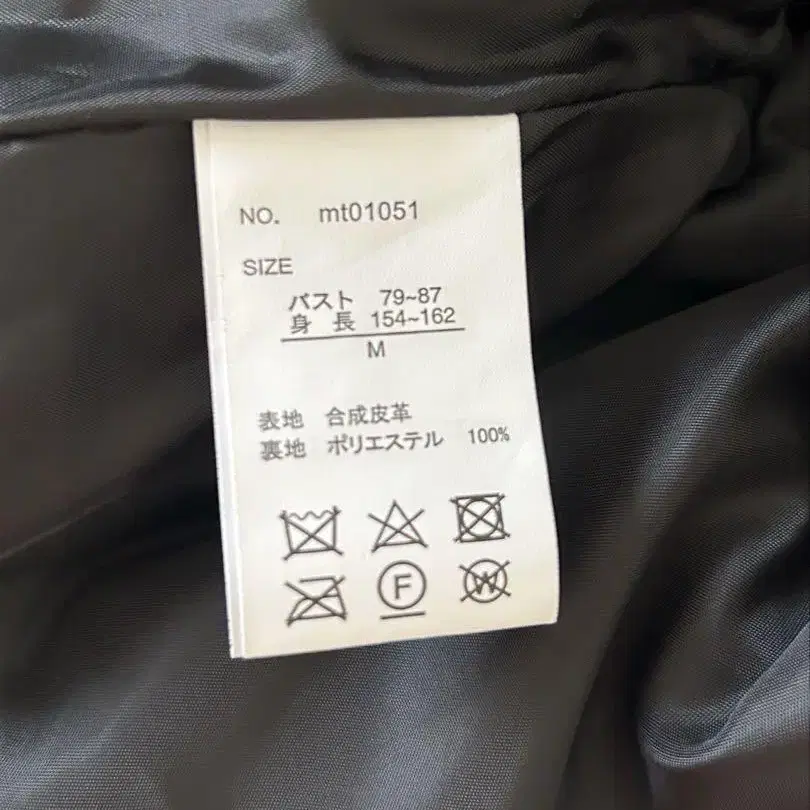 NO. mt01051
SIZE
バスト 79~87
身 長 154~162
M
表地 合成皮革
裏地 ポリエステル 100%
F
W